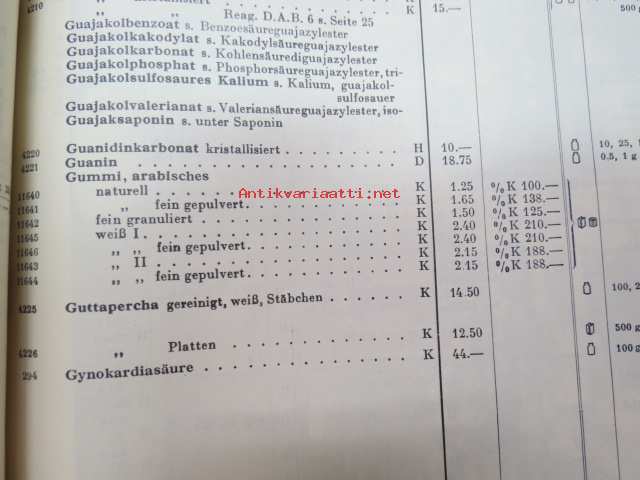 4210 „ „ Reag. D.A.B. 6 s. Seite 25 . . . K 15.— 500 g
Guajakolbenzoat s. Benzoesäureguajazylester
Guajakolkakodylat s. Kakodylsäureguajazylester
Guajakolkarbonat s. Kohlensäurediguajazylester
Guajakolphosphat s. Phosphorsäureguajazylester, tri-
Guajakolsulfosaures Kalium s. Kalium, guajakol-
sulfosauer
Guajakolvalerianat s. Valeriansäureguajazylester, iso-
Guajaksaponin s. unter Saponin
4220 Guanidinkarbonat kristallisiert . . . . . . . . . H 10.— 10, 25, 
4221 Guanin . . . . . . . . . . . . . . . . . D 18.75 0.5, 1 g
Gummi, arabisches
11640 naturell . . . . . . . . . . . . . . . K 1.25 % K 100.—
11641 „ fein gepulvert . . . . . . . . . . K 1.65 % K 138.—
11642 fein granuliert . . . . . . . . . . . . K 1.50 % K 125.—
11645 weiß I . . . . . . . . . . . . . . . . K 2.40 % K 210.—
11646 „ „ fein gepulvert . . . . . . . . . . K 2.40 % K 210.—
11643 „ II . . . . . . . . . . . . . . . . K 2.15 % K 188.—
11644 „ „ fein gepulvert . . . . . . . . . . K 2.15 % K 188.—
4225 Guttapercha gereinigt, weiß, Stäbchen . . . . . . K 14.50 100, 2
4226 „ Platten . . . . . . . . . . K 12.50 500 g
294 Gynokardiasäure . . . . . . . . . . . . . K 44.— 100 g
Antikvariaatti.net